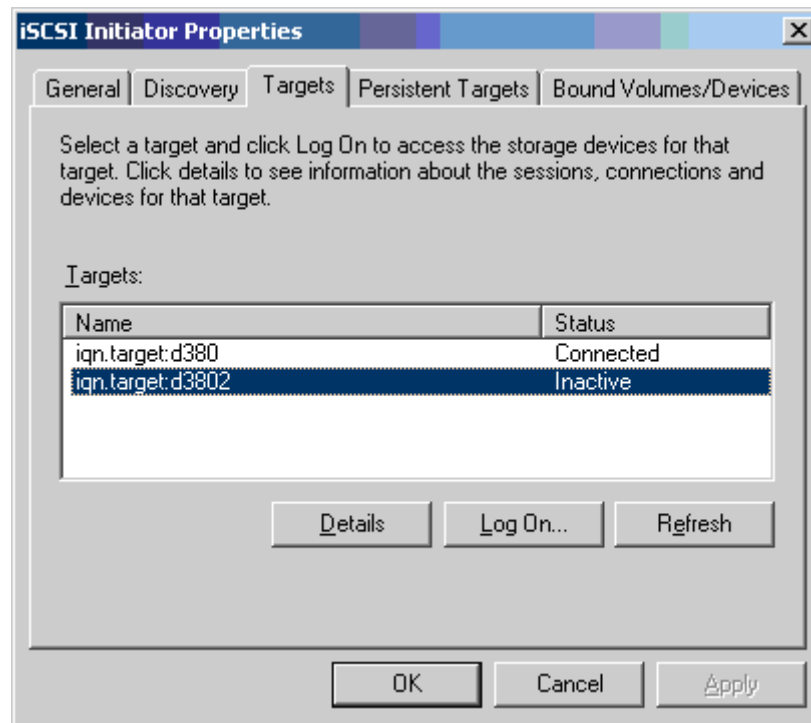 iSCSI Initiator Properties
General Discovery Targets Persistent Targets Bound Volumes/Devices
Select a target and click Log On to access the storage devices for that
target. Click details to see information about the sessions, connections and
devices for that target.
Targets:
Name Status
iqn.target:d380 Connected
iqn.target:d3802 Inactive
Details Log On... Refresh
OK Cancel Apply